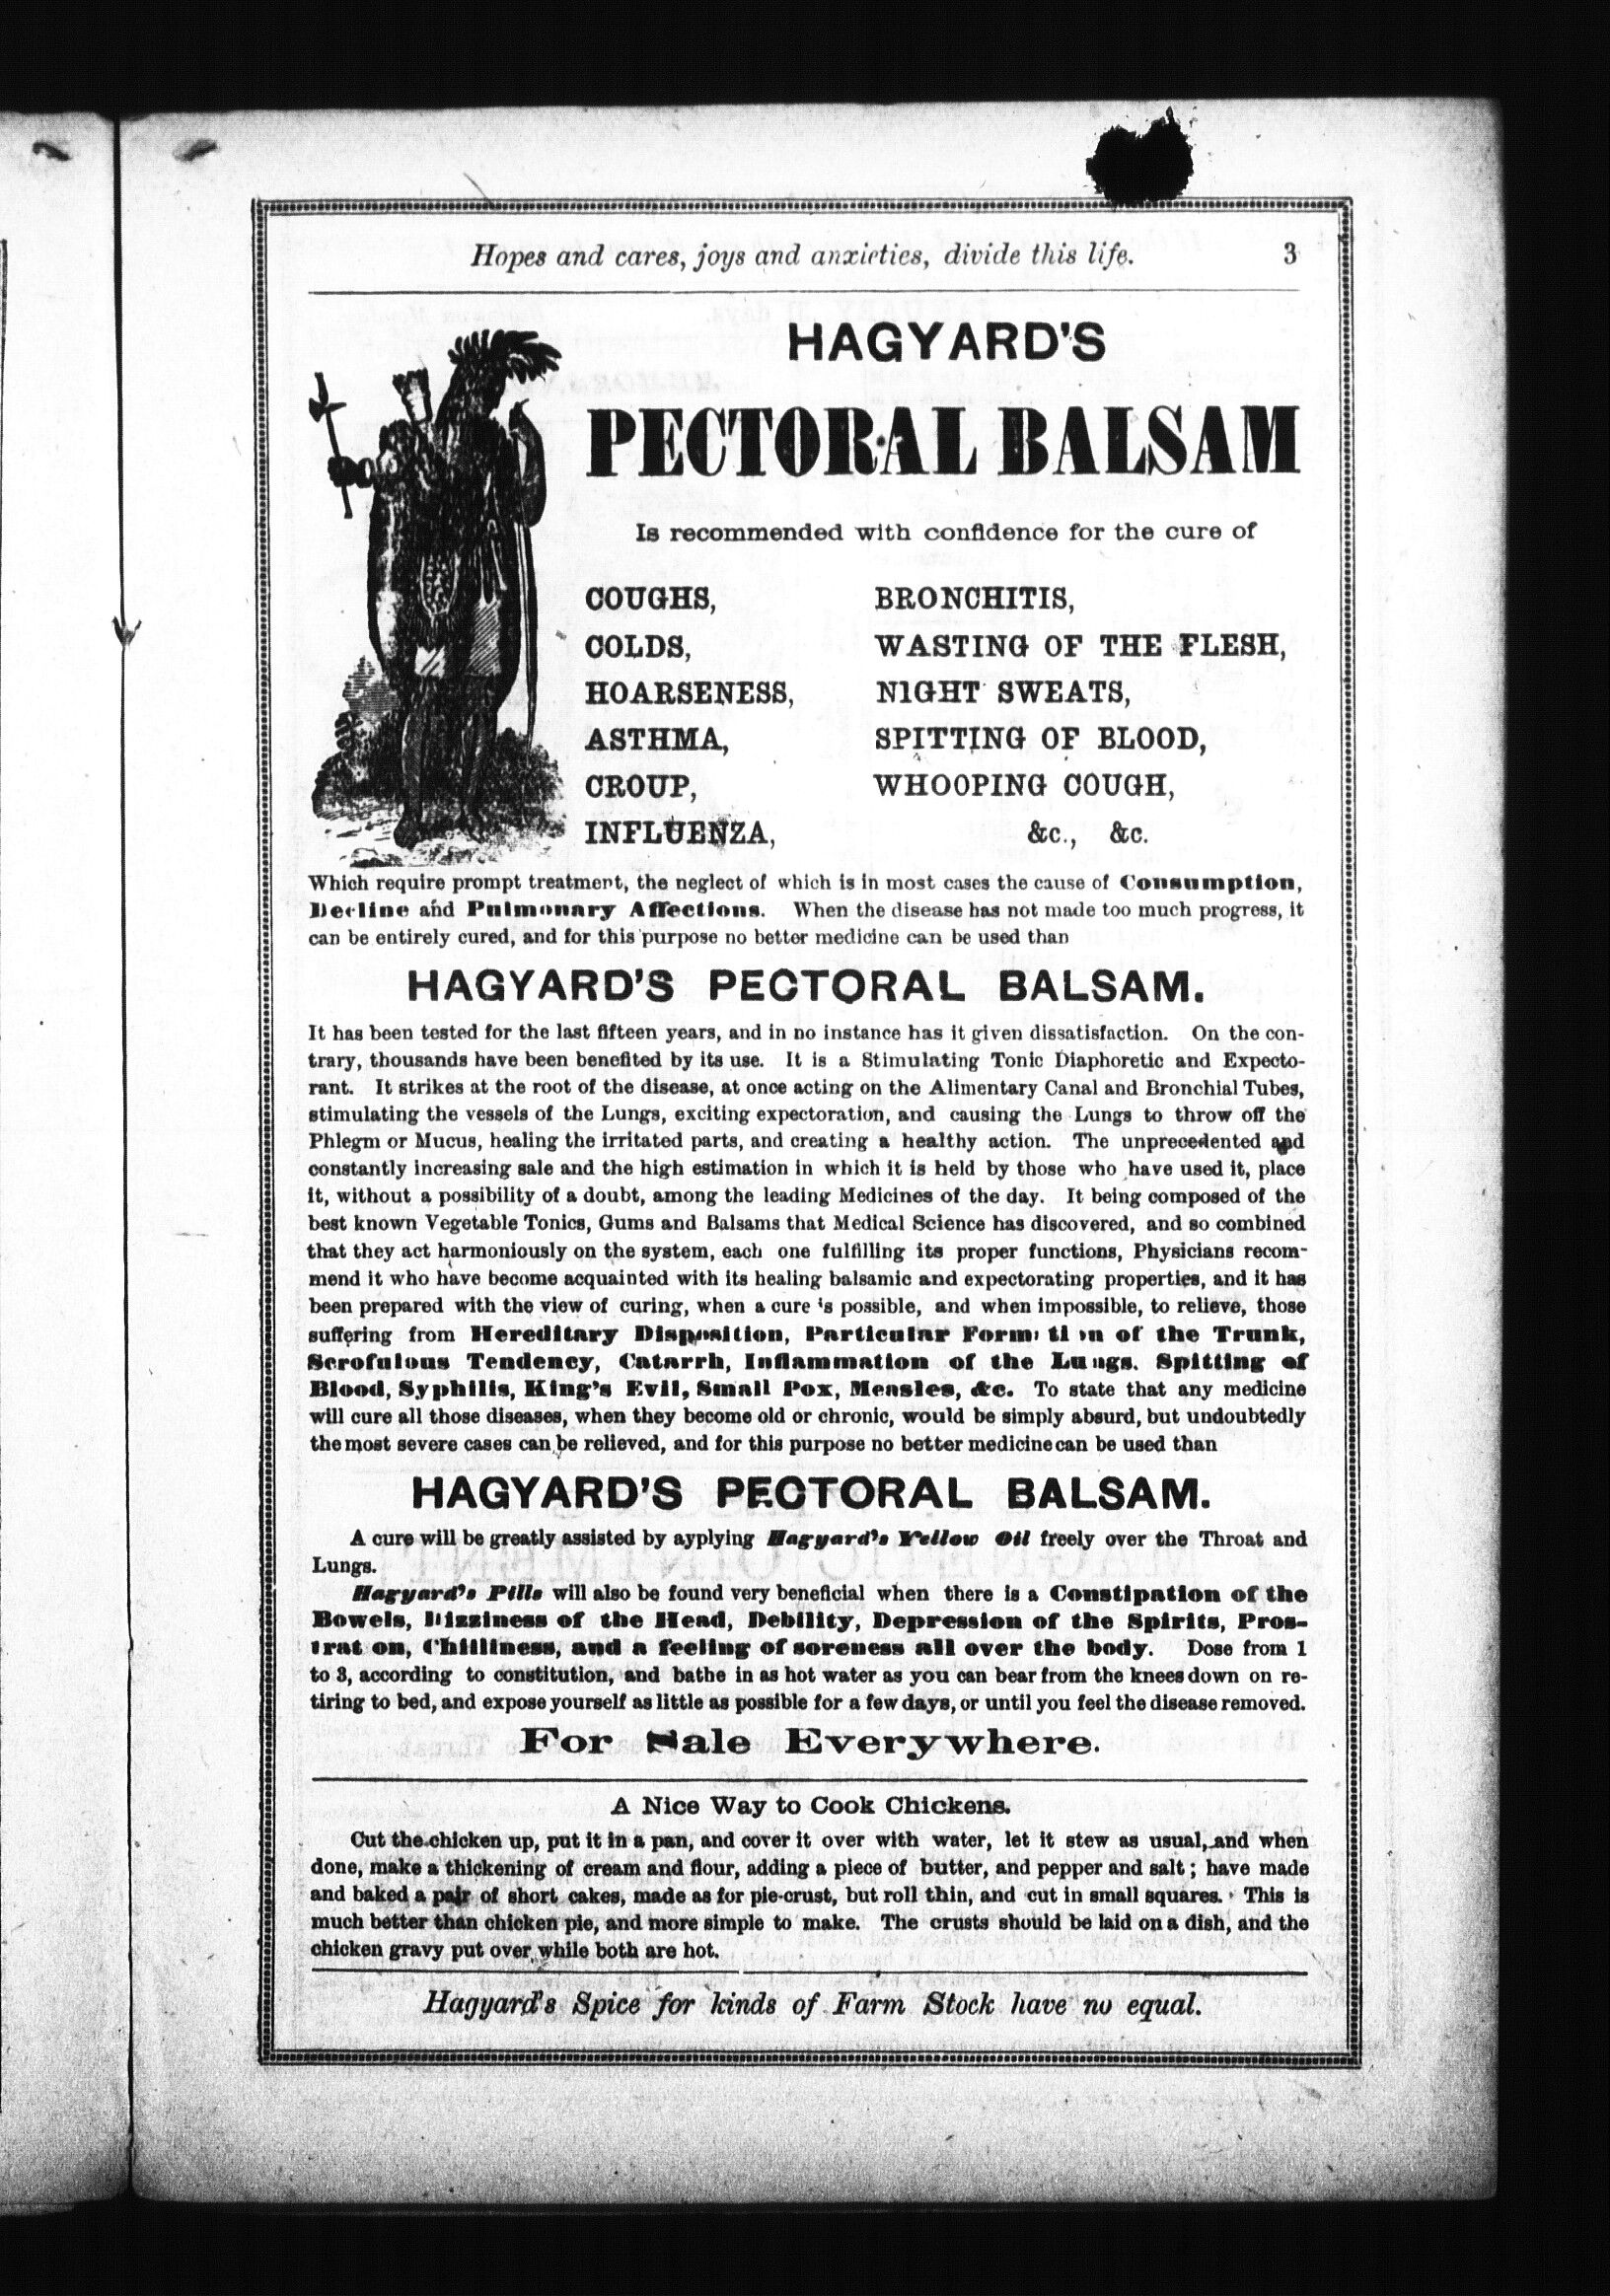 Hopes and cares, joys and anxieties, divide this life. 3
HAGYARD'S
PECTORAL BALSAM
Is recommended with confidence for the cure of
COUGHS, BRONCHITIS,
COLDS, WASTING OF THE FLESH,
HOARSENESS, N1GHT SWEATS,
ASTHMA, SPITTING OF BLOOD,
CROUP, WHOOPING COUGH,
INFLUENZA, &c., &c.
Which require prompt treatment, the neglect of which is in most cases the cause of Consumption,
Decline and Pulmonary Affections. When the disease has not made too much progress, it
can be entirely cured, and for this purpose no better medicine can be used than
HAGYARD'S PECTORAL BALSAM.
It has been tested for the last fifteen years, and in no instance has it given dissatisfaction. On the con-
trary, thousands have been benefited by its use. It is a Stimulating Tonic Diaphoretic and Expecto-
rant. It strikes at the root of the disease, at once acting on the Alimentary Canal and Bronchial Tubes,
stimulating the vessels of the Lungs, exciting expectoration, and causing the Lungs to throw off the
Phlegm or Mucus, healing the irritated parts, and creating a healthy action. The unprecedented and
constantly increasing sale and the high estimation in which it is held by those who have used it, place
it, without a possibility of a doubt, among the leading Medicines of the day. It being composed of the
best known Vegetable Tonics, Gums and Balsams that Medical Science has discovered, and so combined
that they act harmoniously on the system, each one fulfilling its proper functions, Physicians recom-
mend it who have become acquainted with its healing balsamic and expectorating properties, and it has
been prepared with the view of curing, when a cure 's possible, and when impossible, to relieve, those
suffering from Hereditary Disposition, Particular Form ti n of the Trunk,
Scrofulous Tendency, Catarrh, Inflammation of the Lungs. Spitting of
Blood, Syphilis, King's Evil, Small Pox, Measles, &c. To state that any medicine
will cure all those diseases, when they become old or chronic, would be simply absurd, but undoubtedly
the most severe cases can be relieved, and for this purpose no better medicine can be used than
HAGYARD'S PECTORAL BALSAM.
A cure will be greatly assisted by applying Hagyard's Yellow Oil freely over the Throat and
Lungs.
Hagyard's Pills will also be found very beneficial when there is a Constipation of the
Bowels, Dizziness of the Head, Debility, Depression of the Spirits, Pros-
trat on, Chilliness, and a feeling of soreness all over the body. Dose from 1
to 3, according to constitution, and bathe in as hot water as you can bear from the knees down on re-
tiring to bed, and expose yourself as little as possible for a few days, or until you feel the disease removed.
For Sale Everywhere.
A Nice Way to Cook Chickens.
Cut the chicken up, put it in a pan, and cover it over with water, let it stew as usual, and when
done, make a thickening of cream and flour, adding a piece of butter, and pepper and salt; have made
and baked a pair of short cakes, made as for pie-crust, but roll thin, and cut in small squares. This is
much better than chicken pie, and more simple to make. The crusts should be laid on a dish, and the
chicken gravy put over while both are hot.
Hagyard's Spice for kinds of Farm Stock have no equal.